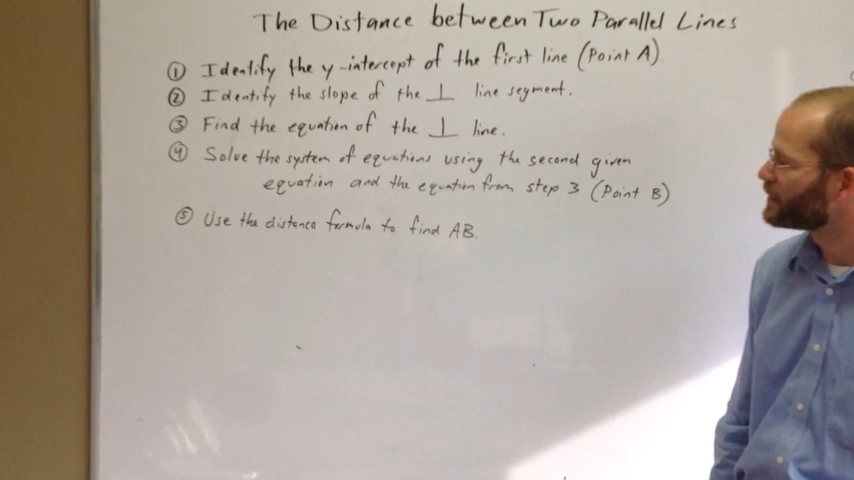 The Distance between Two Parallel Lines
① Identify the y-intercept of the first line (Point A).
② Identify the slope of the ⊥ line segment.
③ Find the equation of the ⊥ line.
④ Solve the system of equations using the second given
equation and the equation from step 3 (Point B)
⑤ Use the distance formula to find AB.